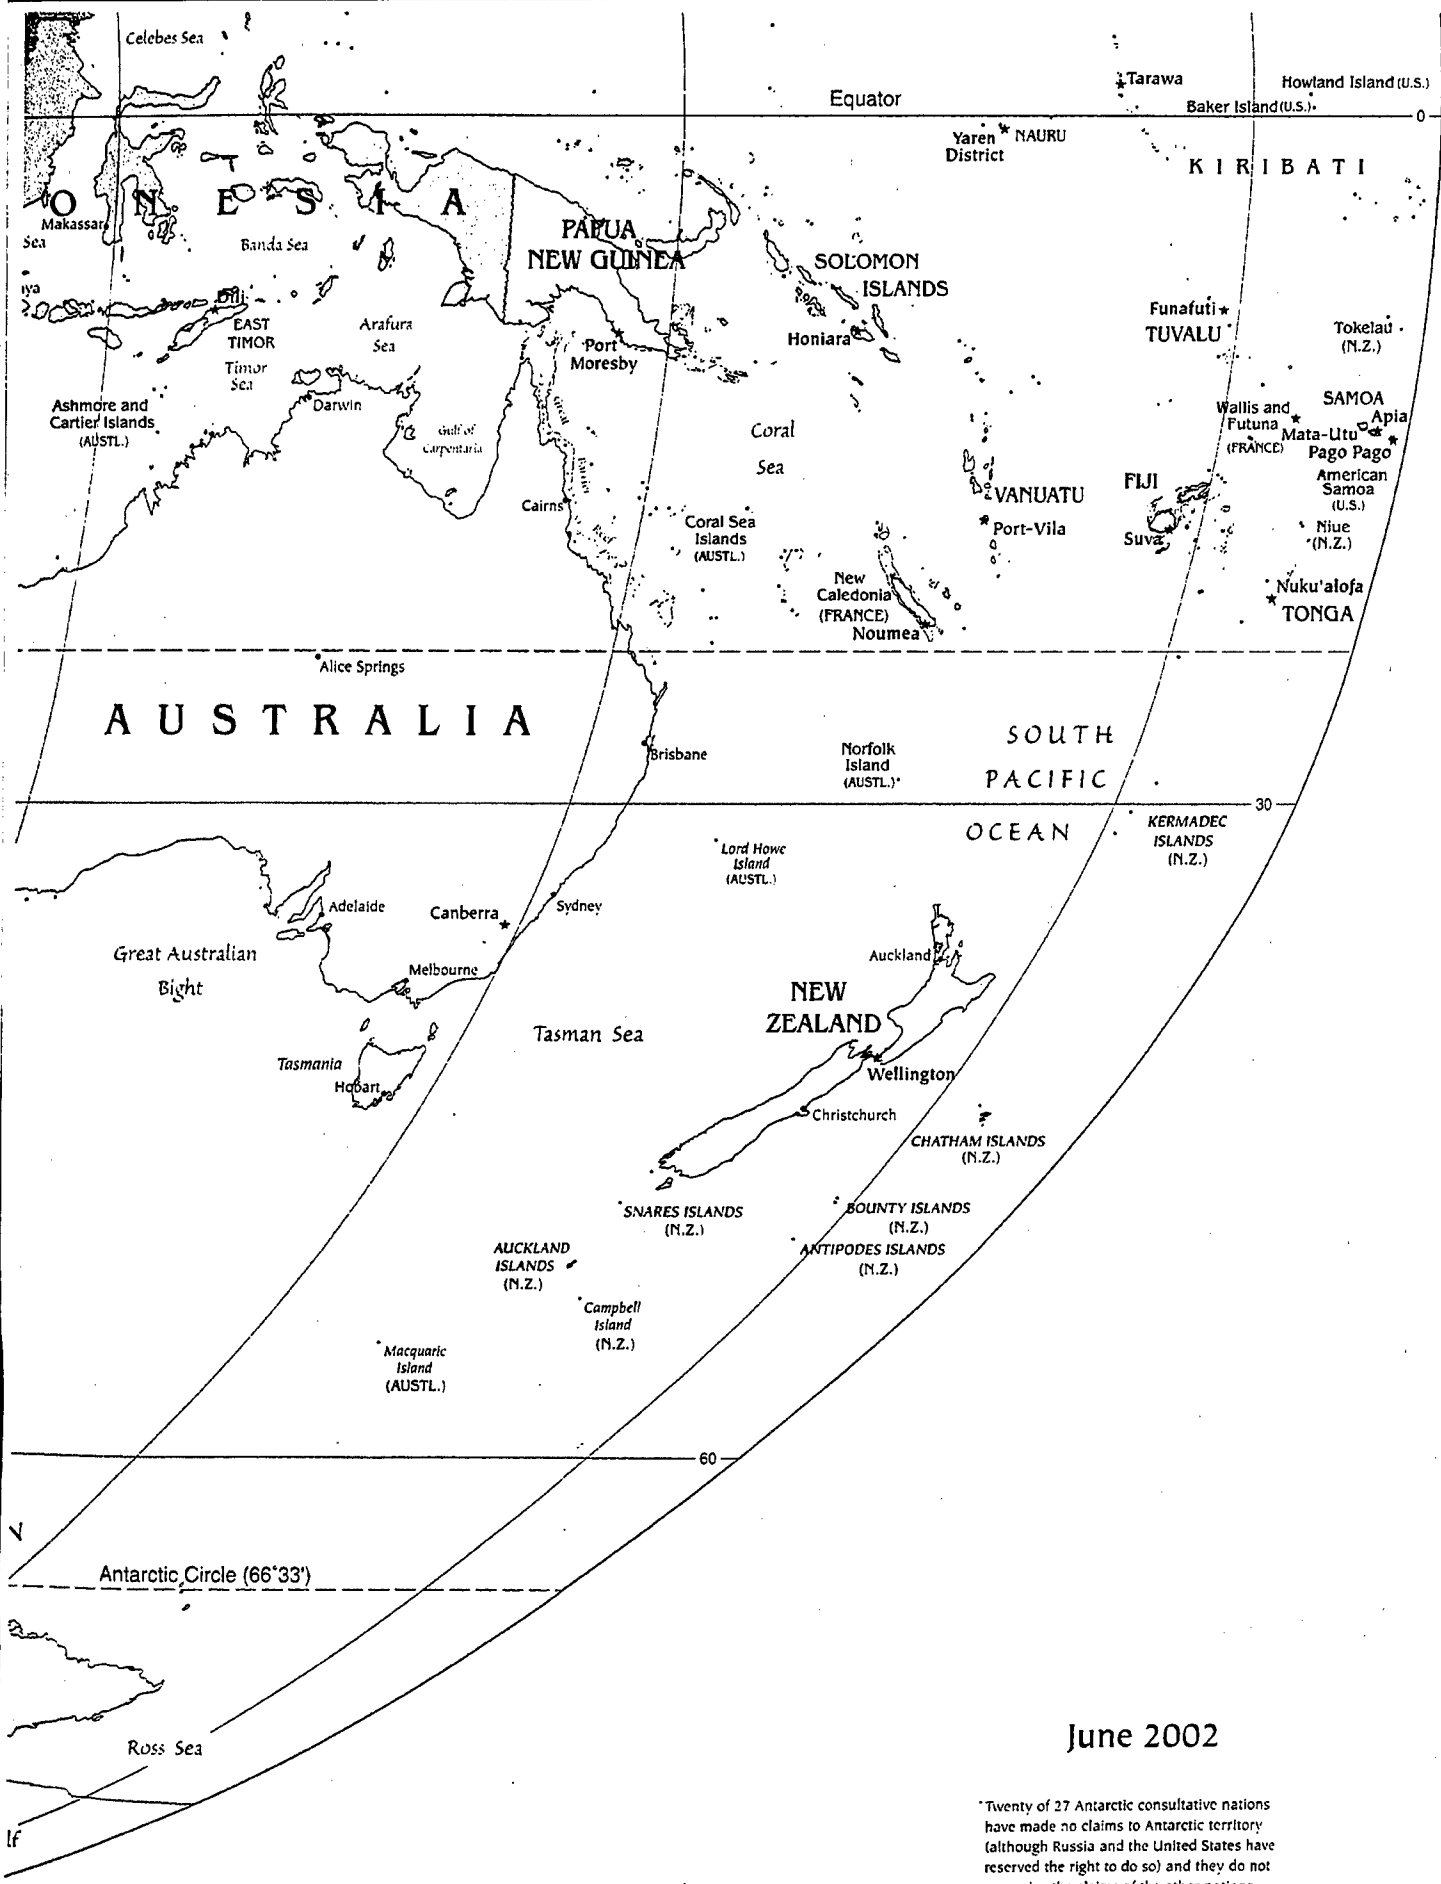 Celebes Sea
Tarawa
Howland Island (U.S.)
Equator
Baker Island (U.S.)
0
Yaren
District
NAURU
KIRIBATI
O N E S I A
Makassar
Sea
Banda Sea
PAPUA
NEW GUINEA
SOLOMON
ISLANDS
iya
Dili
EAST
TIMOR
Arafura
Sea
Timor
Sea
Port
Moresby
Honiara
Funafuti
TUVALU
Tokelau
(N.Z.)
Ashmore and
Cartier Islands
(AUSTL.)
Darwin
Gulf of
Carpentaria
Great
Barrier
Reef
Coral
Sea
Wallis and
Futuna
(FRANCE)
SAMOA
Apia
Mata-Utu
Pago Pago
American
Samoa
(U.S.)
Cairns
Coral Sea
Islands
(AUSTL.)
VANUATU
Port-Vila
FIJI
Suva
Niue
(N.Z.)
New
Caledonia
(FRANCE)
Noumea
Nuku'alofa
TONGA
Alice Springs
AUSTRALIA
Brisbane
Norfolk
Island
(AUSTL.)
SOUTH
PACIFIC
OCEAN
30
KERMADEC
ISLANDS
(N.Z.)
Lord Howe
Island
(AUSTL.)
Adelaide
Canberra
Sydney
Great Australian
Bight
Melbourne
Auckland
NEW
ZEALAND
Tasman Sea
Tasmania
Hobart
Wellington
Christchurch
CHATHAM ISLANDS
(N.Z.)
SNARES ISLANDS
(N.Z.)
BOUNTY ISLANDS
(N.Z.)
AUCKLAND
ISLANDS
(N.Z.)
ANTIPODES ISLANDS
(N.Z.)
Campbell
Island
(N.Z.)
Macquarie
Island
(AUSTL.)
60
Antarctic Circle (66°33')
Ross Sea
lf
June 2002
*Twenty of 27 Antarctic consultative nations
have made no claims to Antarctic territory
(although Russia and the United States have
reserved the right to do so) and they do not